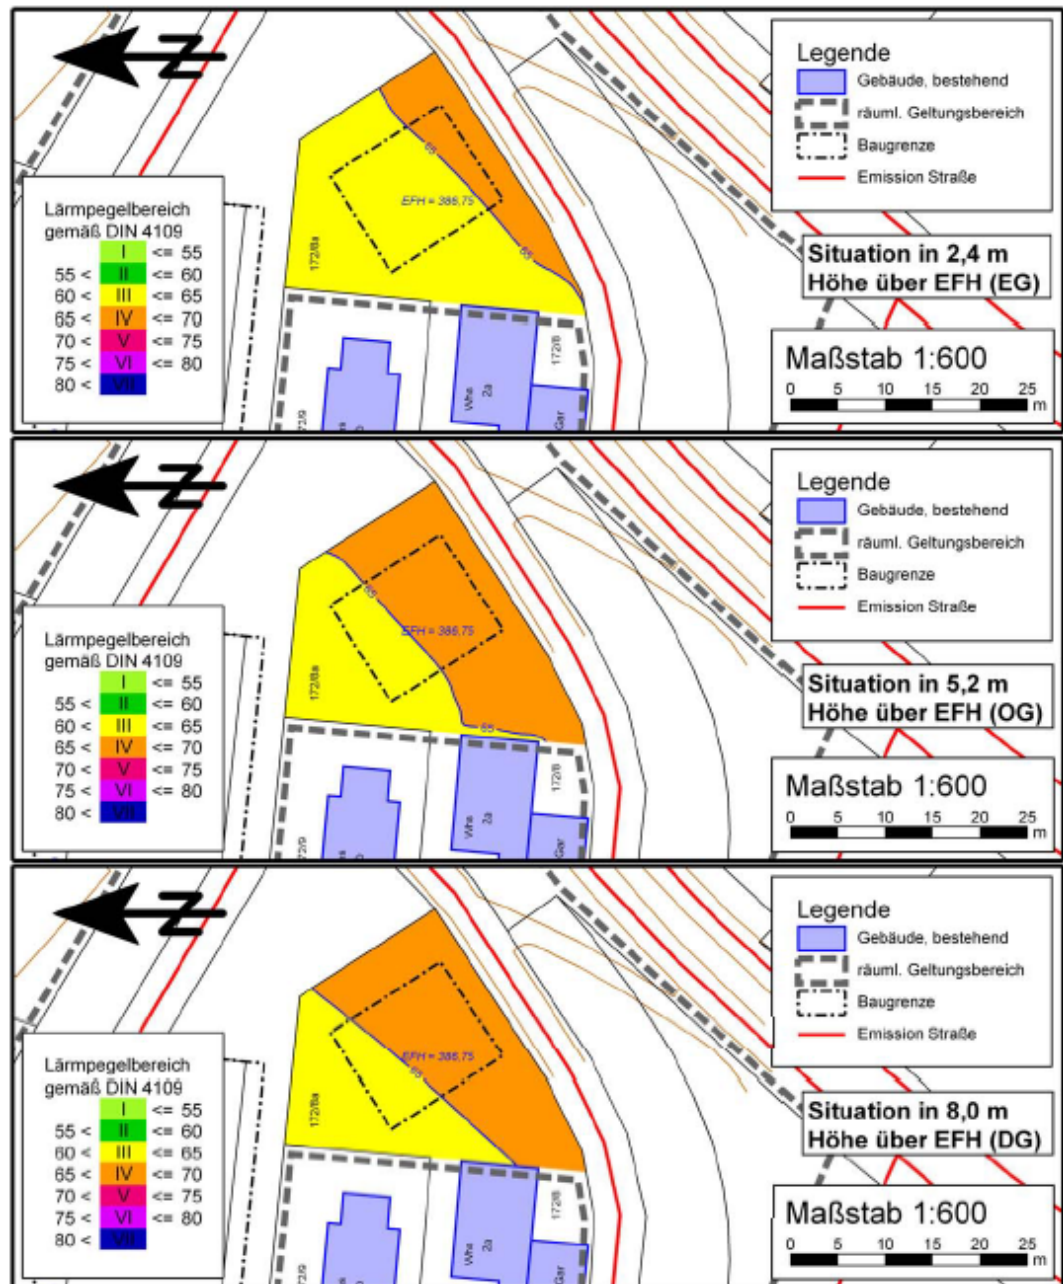 Z
Legende
Gebäude, bestehend
räuml. Geltungsbereich
Baugrenze
Emission Straße
Lärmpegelbereich
gemäß DIN 4109
I <= 55
55 < II <= 60
60 < III <= 65
65 < IV <= 70
70 < V <= 75
75 < VI <= 80
80 < VII
65
EFH = 386,75
65
172/8a
172/8
Whs
2a
Gar
72/9
Situation in 2,4 m
Höhe über EFH (EG)
Maßstab 1:600
0 5 10 15 20 25
m
Z
Legende
Gebäude, bestehend
räuml. Geltungsbereich
Baugrenze
Emission Straße
Lärmpegelbereich
gemäß DIN 4109
I <= 55
55 < II <= 60
60 < III <= 65
65 < IV <= 70
70 < V <= 75
75 < VI <= 80
80 < VII
65
EFH = 386,75
65
172/8a
172/8
Whs
2a
Gar
72/9
Situation in 5,2 m
Höhe über EFH (OG)
Maßstab 1:600
0 5 10 15 20 25
m
Z
Legende
Gebäude, bestehend
räuml. Geltungsbereich
Baugrenze
Emission Straße
Lärmpegelbereich
gemäß DIN 4109
I <= 55
55 < II <= 60
60 < III <= 65
65 < IV <= 70
70 < V <= 75
75 < VI <= 80
80 < VII
EFH = 386,75
65
172/8a
172/8
Whs
2a
Gar
72/9
Situation in 8,0 m
Höhe über EFH (DG)
Maßstab 1:600
0 5 10 15 20 25
m